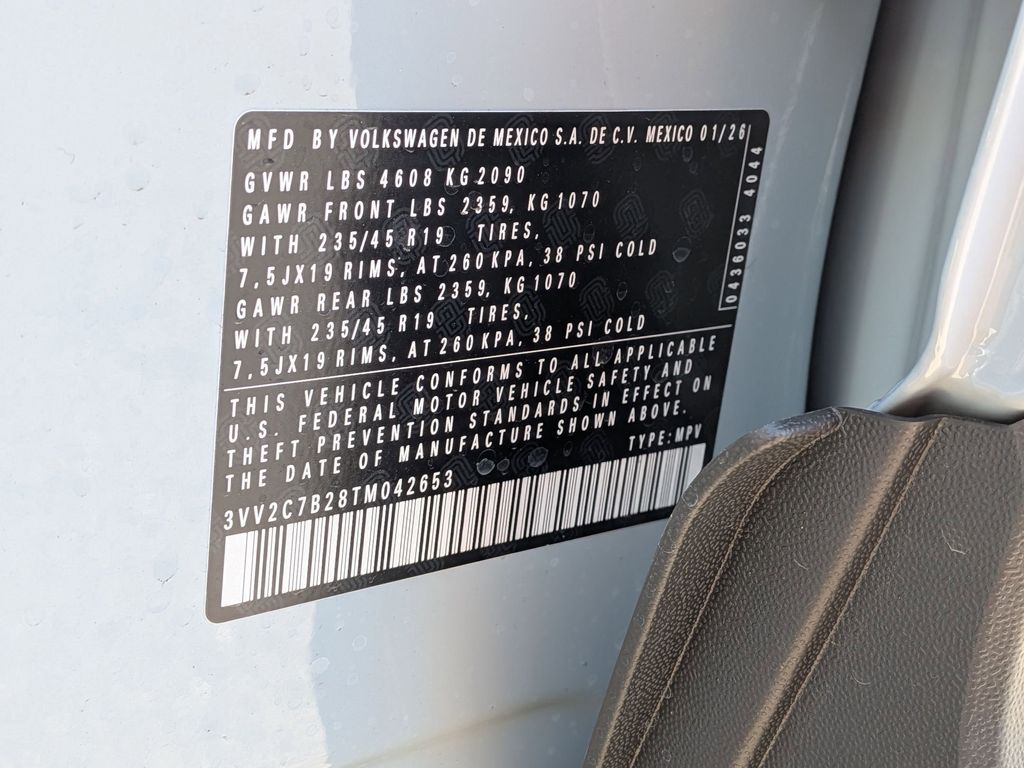 MFD BY VOLKSWAGEN DE MEXICO S.A. DE C.V. MEXICO 01/26
GVWR LBS 4608 KG 2090
GAWR FRONT LBS 2359, KG 1070
WITH 235/45 R19 TIRES,
7,5JX19 RIMS, AT 260 KPA, 38 PSI COLD
GAWR REAR LBS 2359, KG 1070
WITH 235/45 R19 TIRES,
7,5JX19 RIMS, AT 260 KPA, 38 PSI COLD
0436033 4044
THIS VEHICLE CONFORMS TO ALL APPLICABLE
U.S. FEDERAL MOTOR VEHICLE SAFETY AND
THEFT PREVENTION STANDARDS IN EFFECT ON
THE DATE OF MANUFACTURE SHOWN ABOVE.
TYPE: MPV
3VV2C7B28TM042653